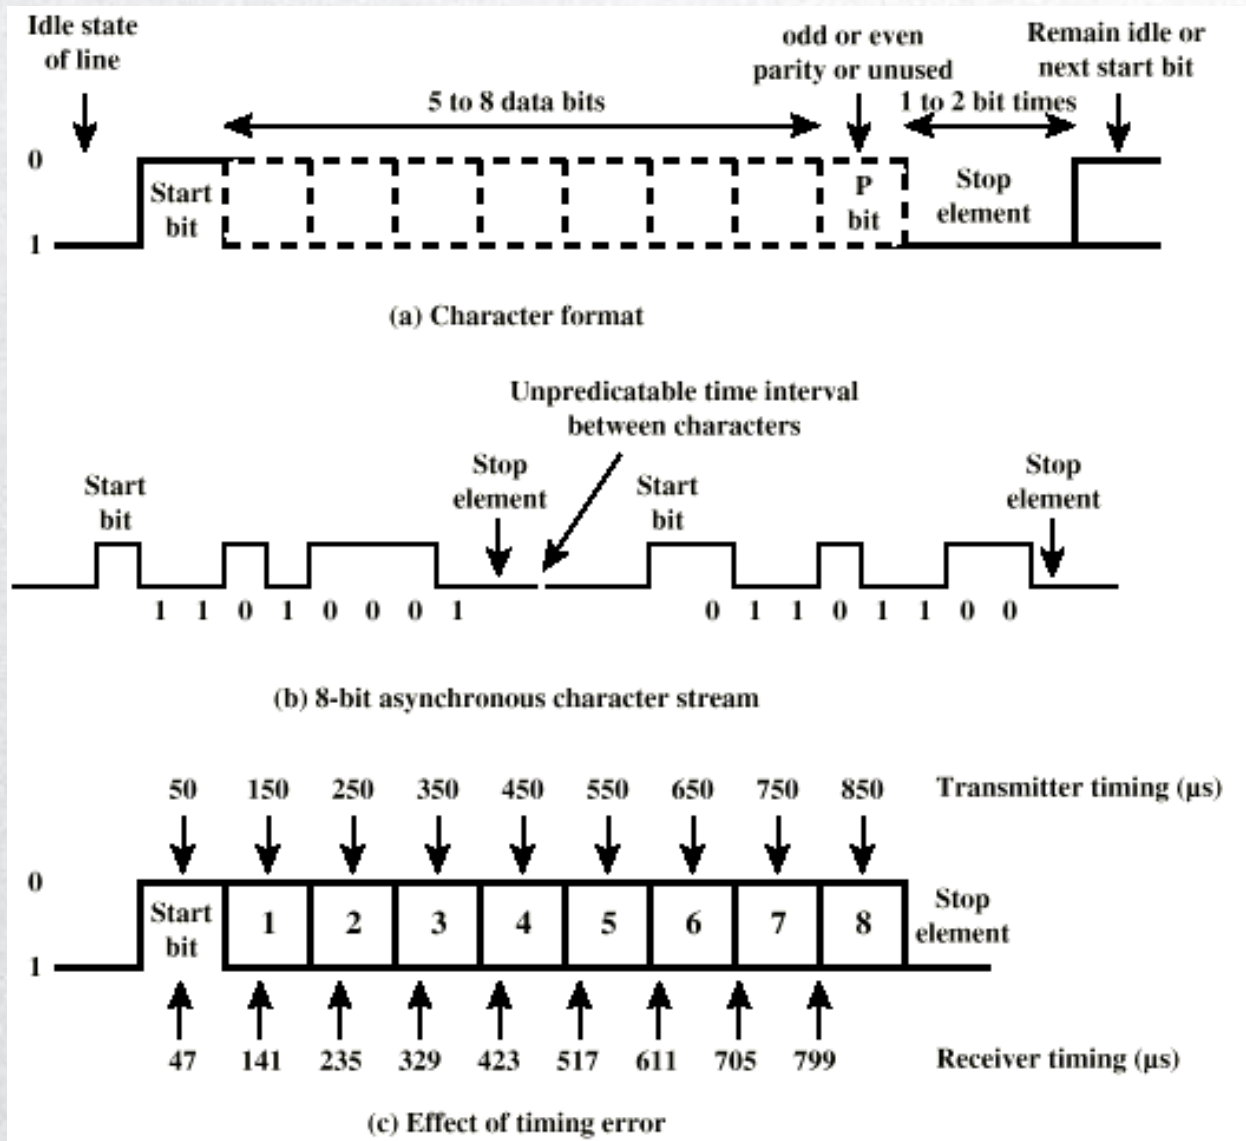 Idle state
of line
odd or even
parity or unused
Remain idle or
next start bit
5 to 8 data bits
1 to 2 bit times
0
Start
bit
P
bit
Stop
element
1
(a) Character format
Unpredicatable time interval
between characters
Start
bit
Stop
element
Start
bit
Stop
element
1 1 0 1 0 0 0 1 0 1 1 0 1 1 0 0
(b) 8-bit asynchronous character stream
50 150 250 350 450 550 650 750 850 Transmitter timing (µs)
0
Start
bit
1 2 3 4 5 6 7 8
Stop
element
1
47 141 235 329 423 517 611 705 799 Receiver timing (µs)
(c) Effect of timing error